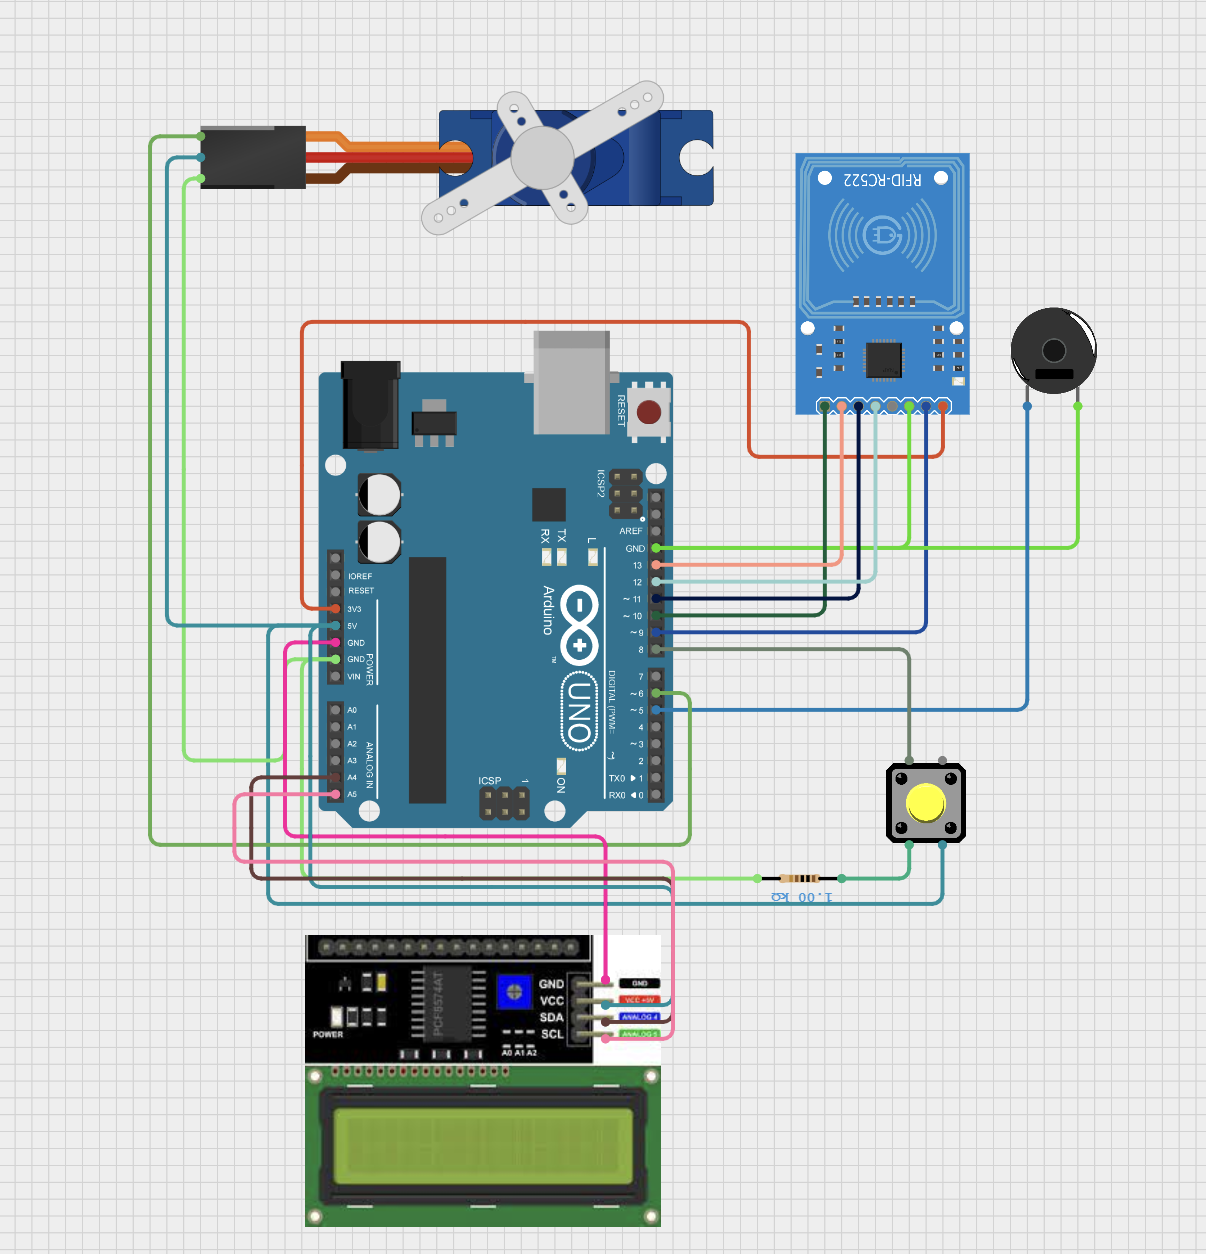 RFID-RC522
RESET
ICSP2
AREF
GND
13
12
~ 11
~ 10
~ 9
8
7
~ 6
~ 5
4
~ 3
2
TX0 ▶ 1
RX0 ◀ 0
RX
TX
L
IOREF
RESET
3V3
5V
GND
GND
VIN
POWER
A0
A1
A2
A3
A4
A5
ANALOG IN
Arduino
TM
UNO
DIGITAL (PWM= ~)
ICSP
1
ON
1.00 kΩ
PCF8574AT
POWER
GND
VCC
SDA
SCL
A0 A1 A2
GND
VCC +5V
ANALOG-4
ANALOG-5